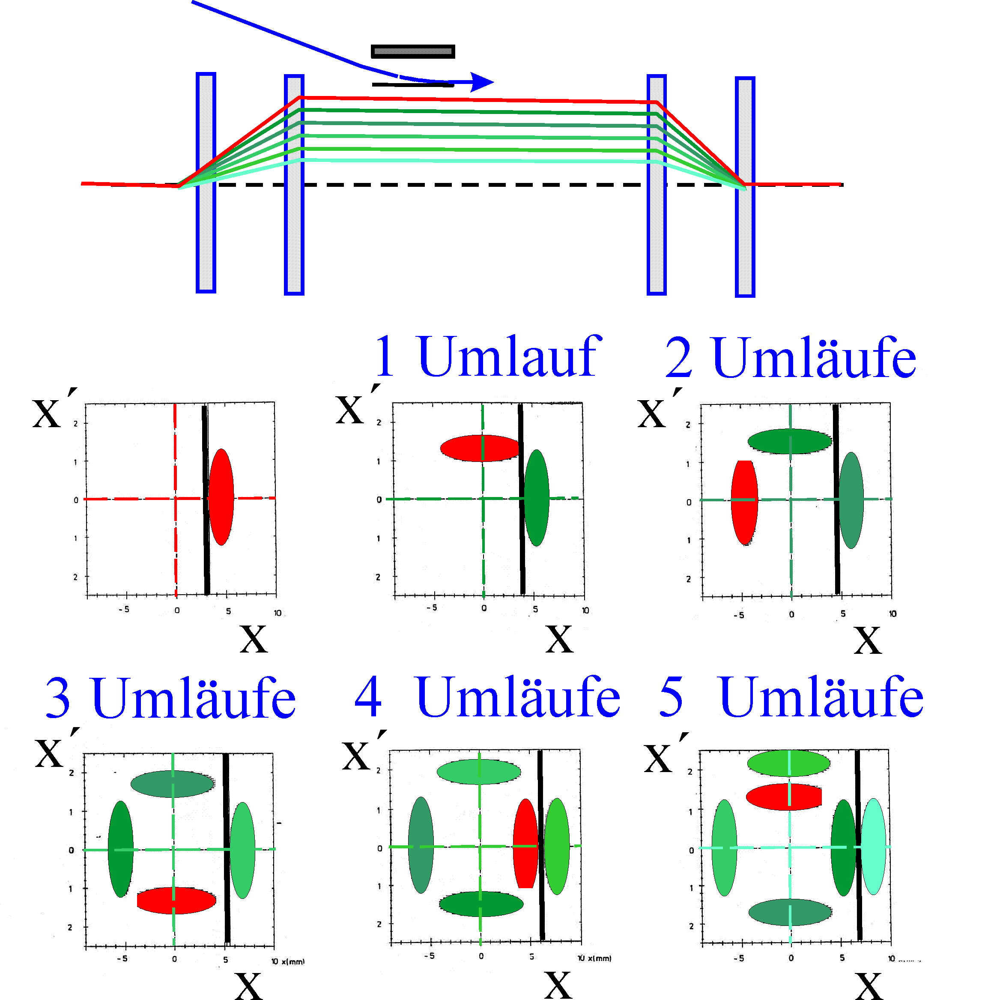 1 Umlauf 2 Umläufe
x´ x´ x´
2 2 2
1 1 1
0 0 0
1 1 1
2 2 2
-5 0 5 10 -5 0 5 10 -5 0 5 10
x x x
3 Umläufe 4 Umläufe 5 Umläufe
x´ x´ x´
2 2 2
1 1 1
0 0 0
1 1 1
2 2 2
-5 0 5 10 x(mm) -5 0 5 10 x(mm) -5 0 5 10
x x x